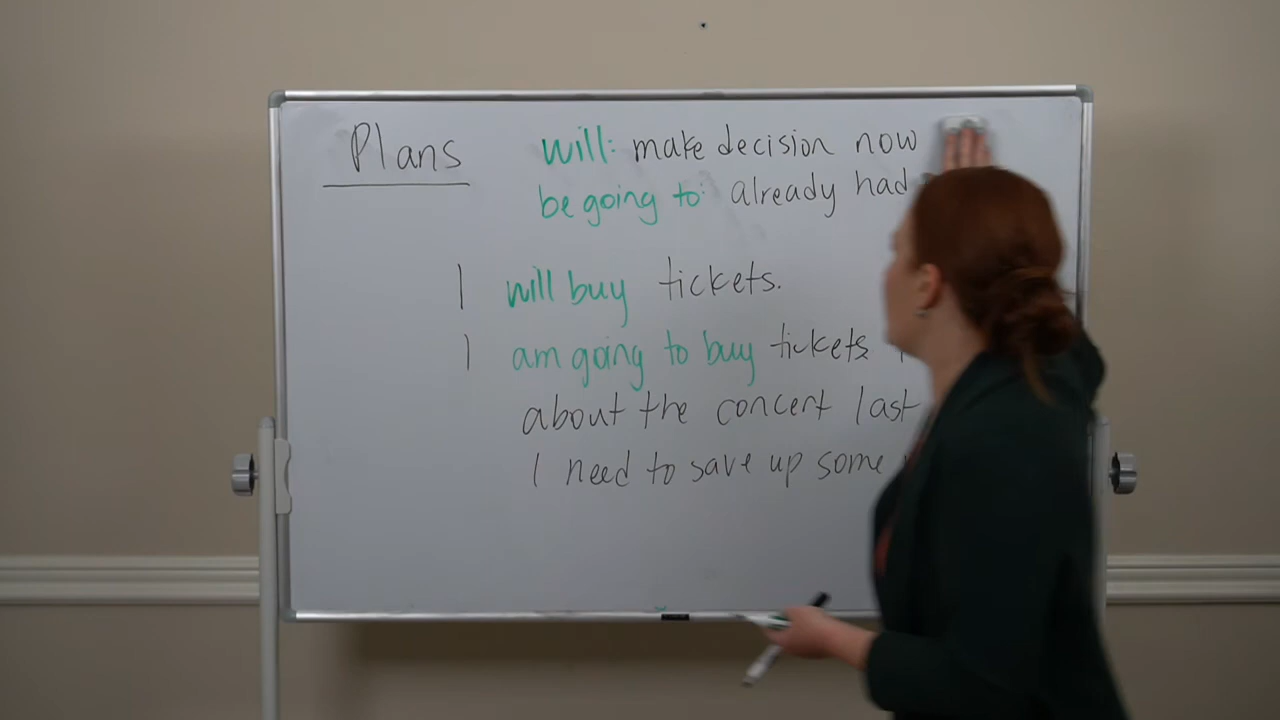 Plans
will: make decision now
be going to: already had
I will buy tickets.
I am going to buy tickets
about the concert last
I need to save up some